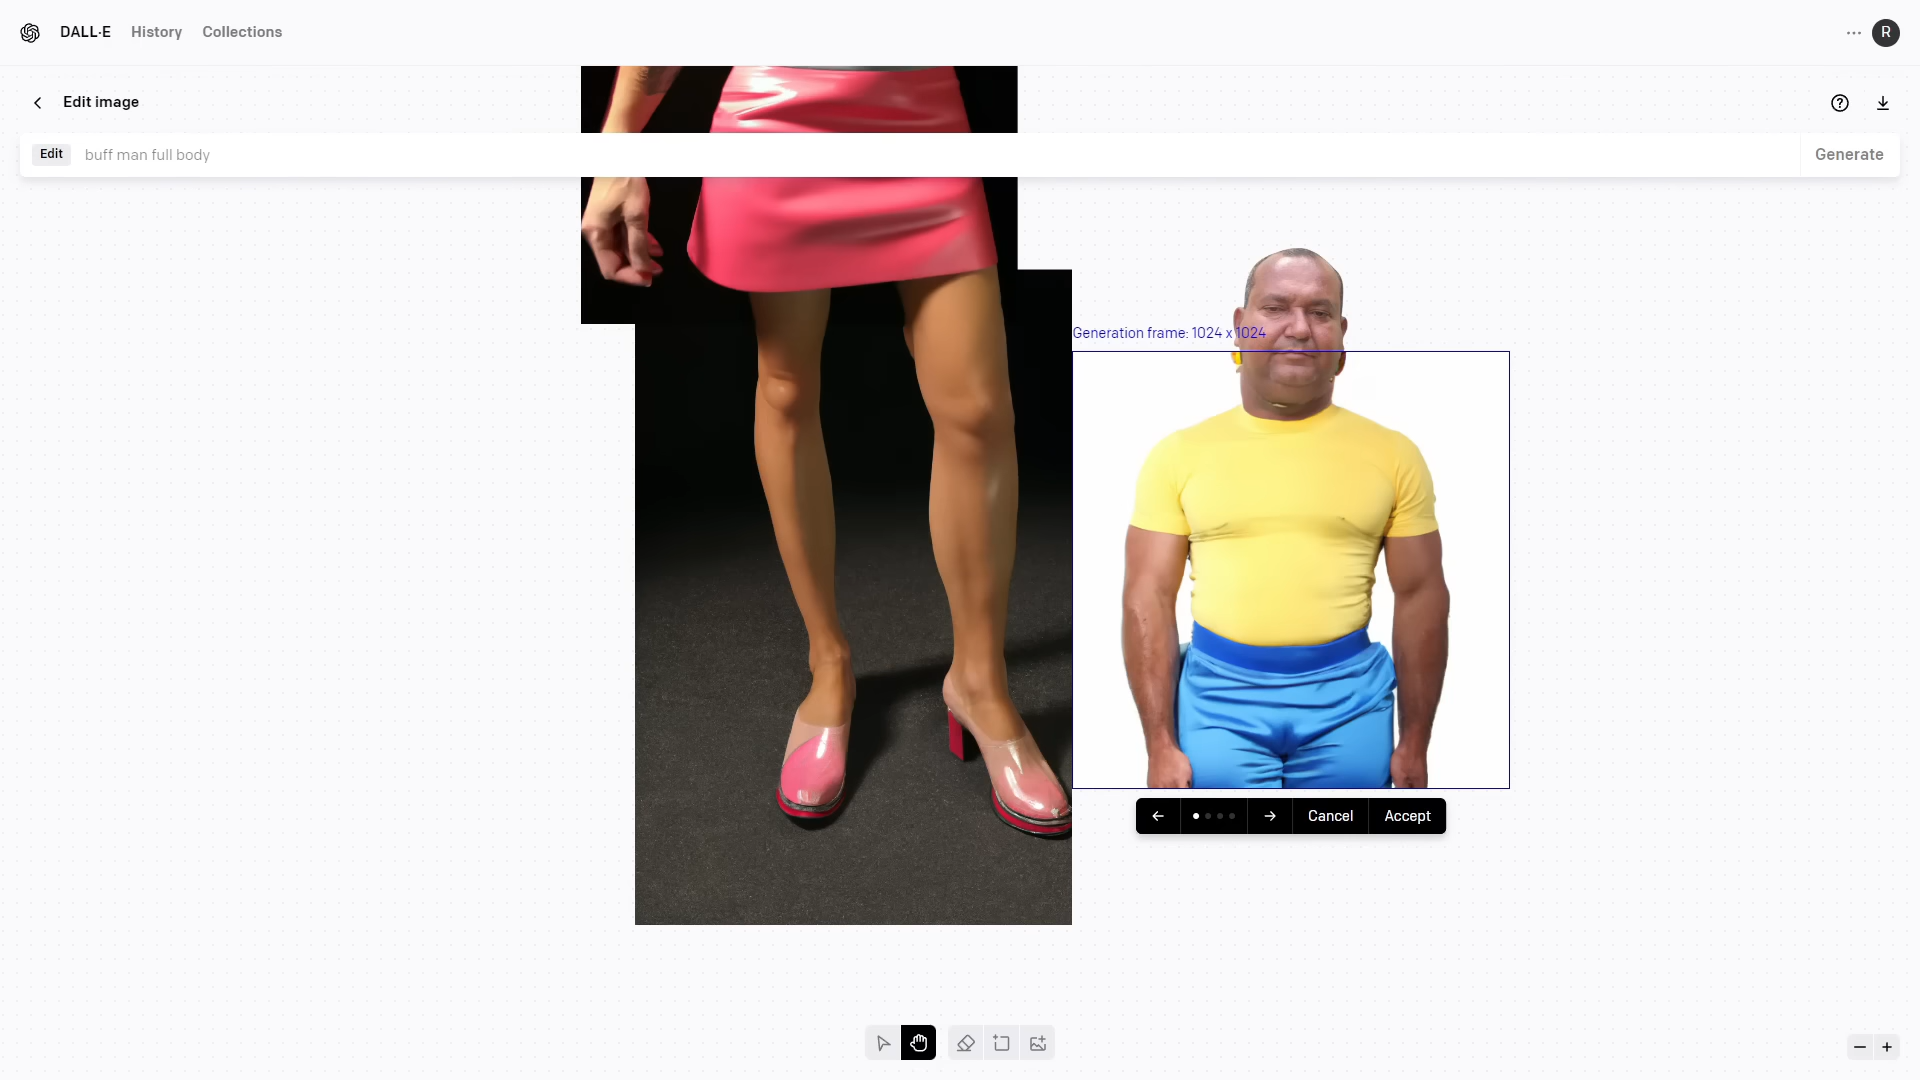 DALL·E History Collections
R
Edit image
Edit buff man full body Generate
Generation frame: 1024 x 1024
Cancel Accept